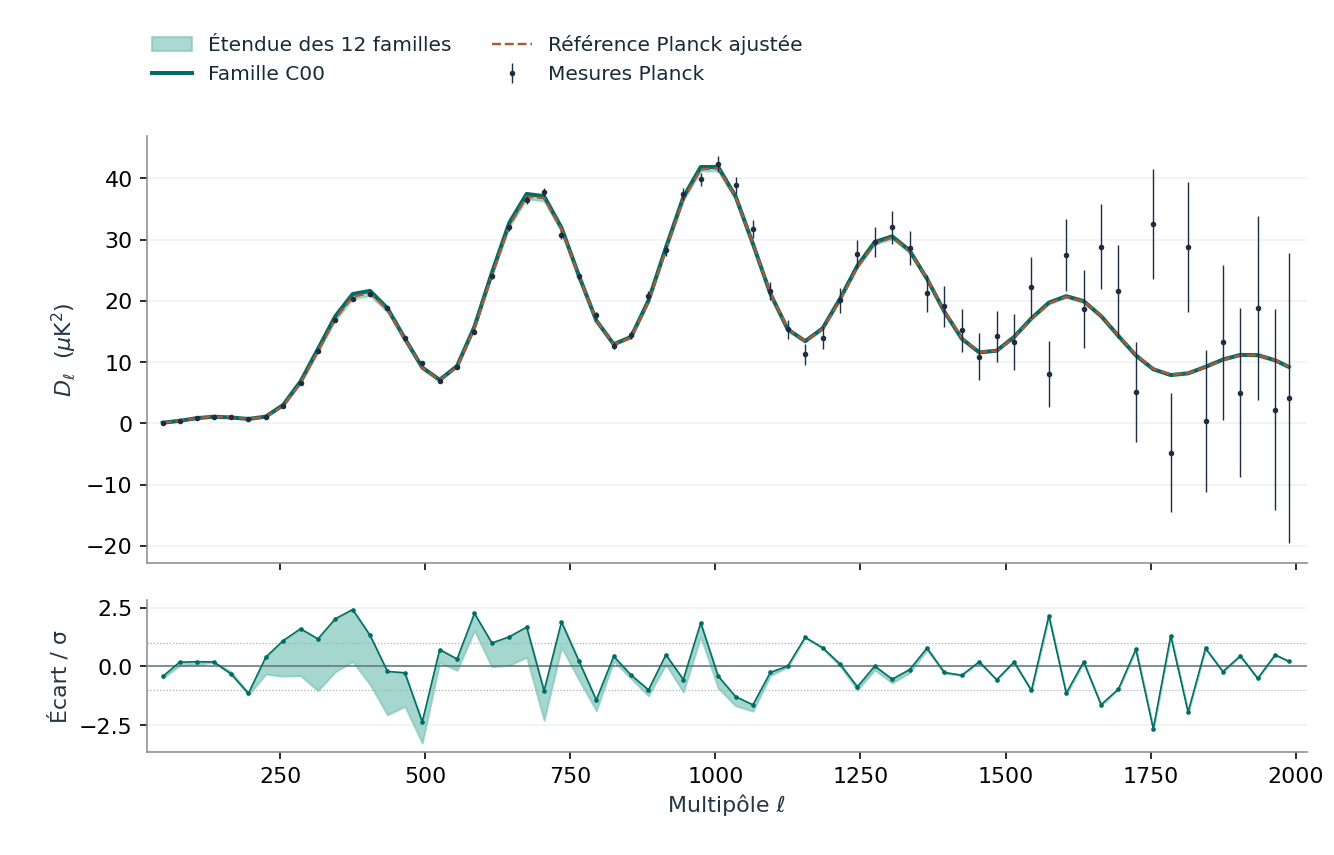 Étendue des 12 familles
Famille C00
Référence Planck ajustée
Mesures Planck
40
30
20
10
0
−10
−20
Dℓ (μK²)
2.5
0.0
−2.5
Écart / σ
250 500 750 1000 1250 1500 1750 2000
Multipôle ℓ